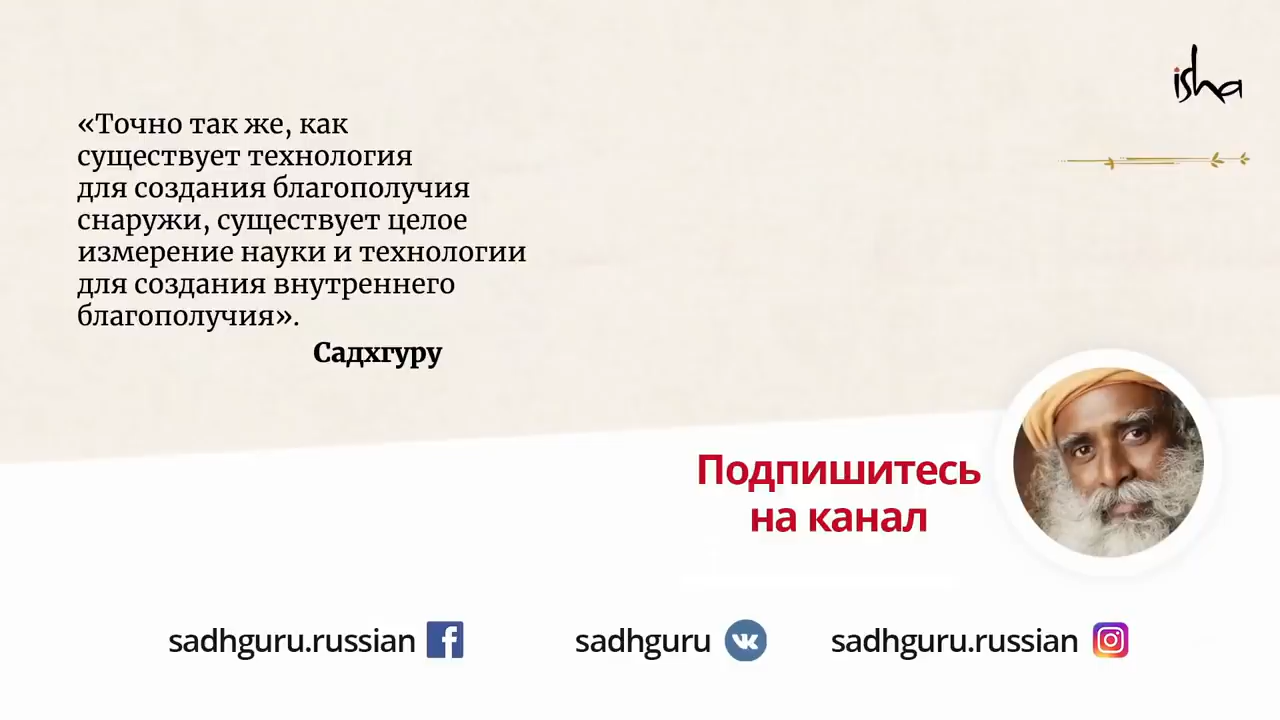 isha
«Точно так же, как
существует технология
для создания благополучия
снаружи, существует целое
измерение науки и технологии
для создания внутреннего
благополучия».
Садхгуру
Подпишитесь
на канал
sadhguru.russian
sadhguru
sadhguru.russian